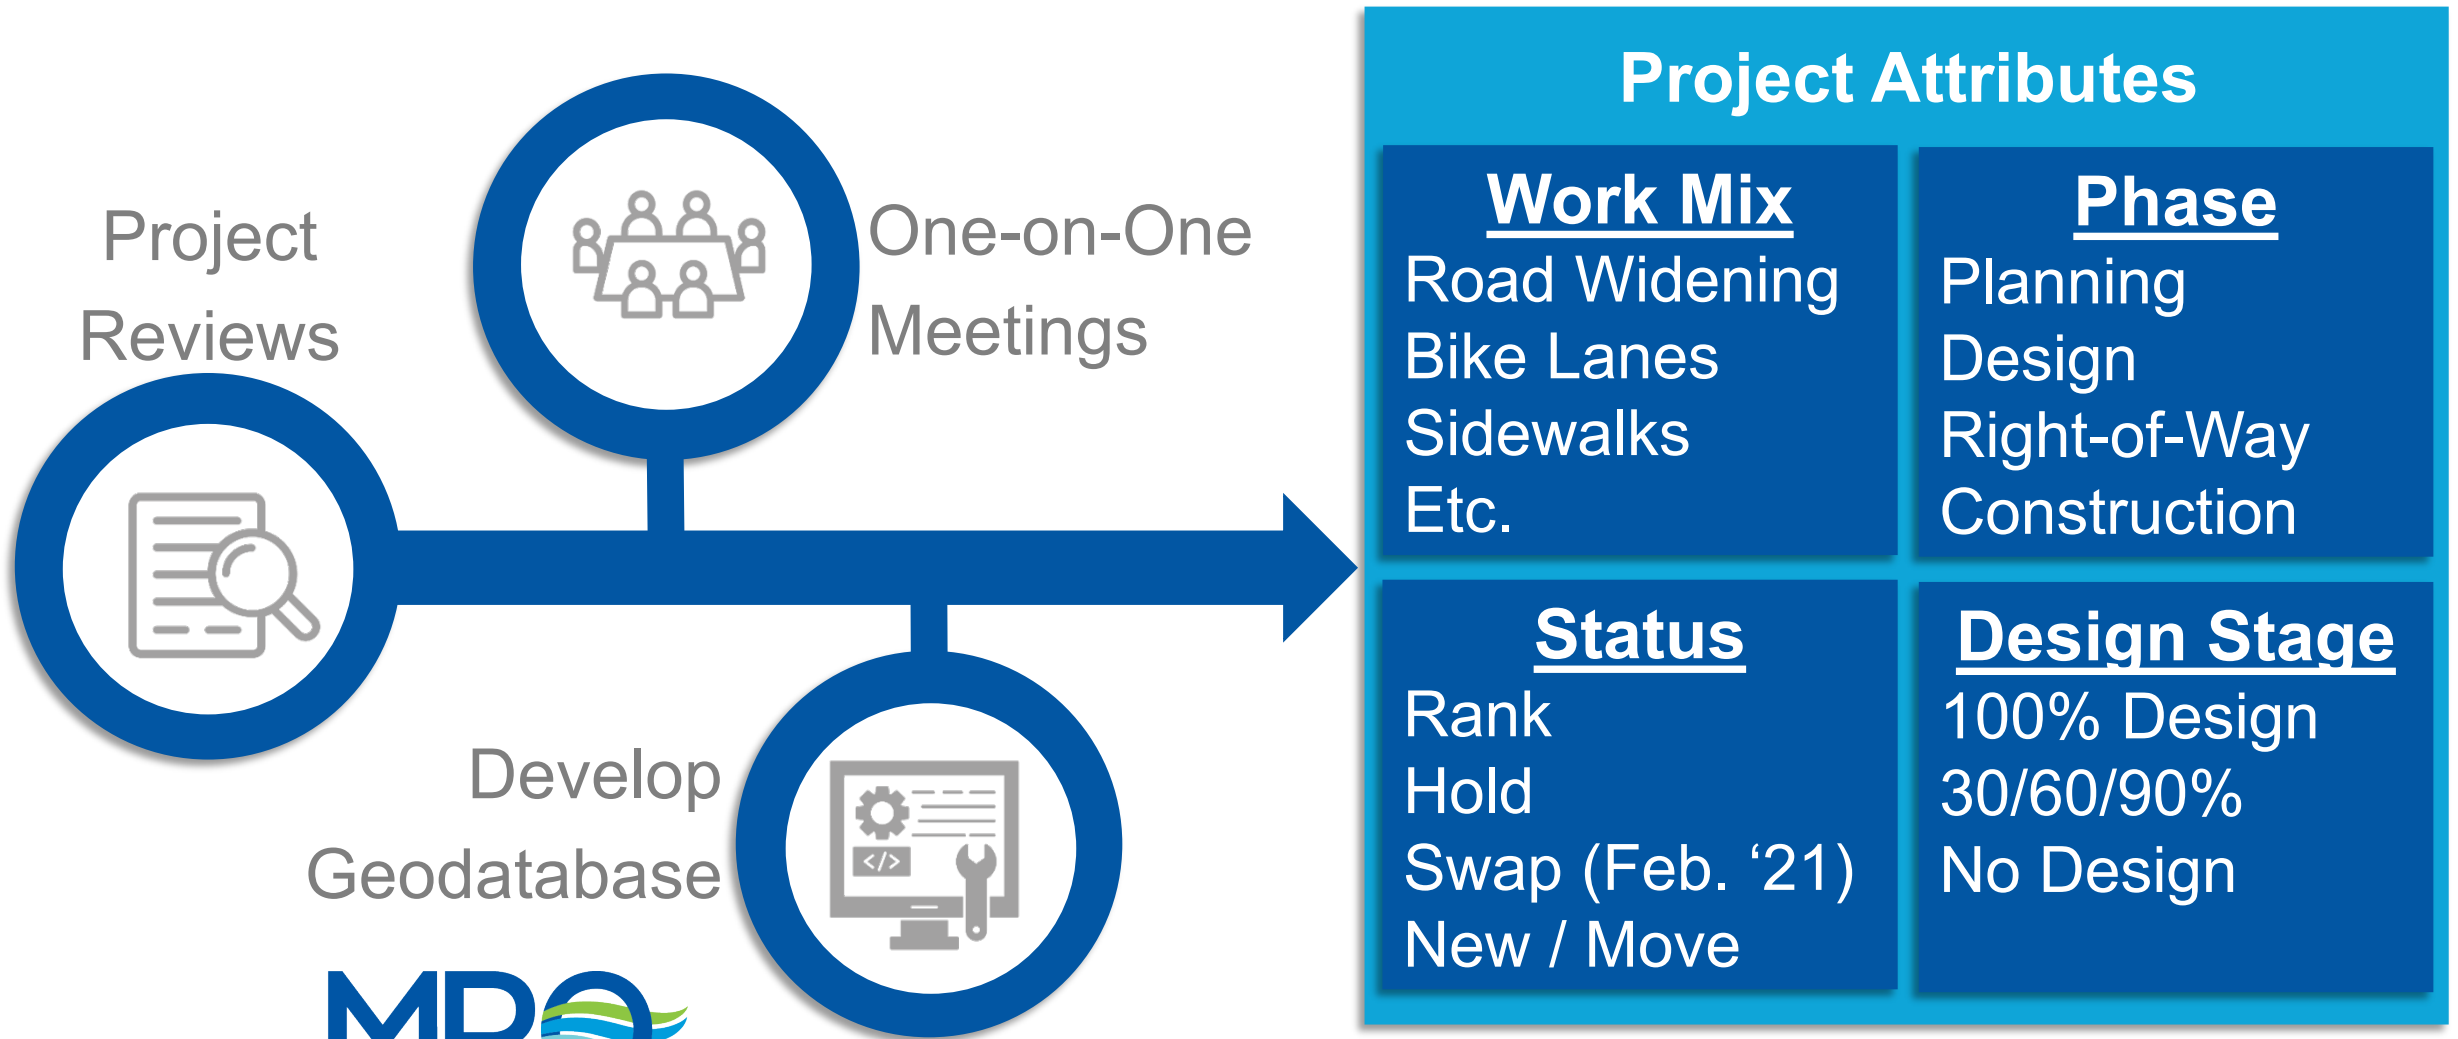 Project
Reviews
One-on-One
Meetings
Develop
Geodatabase
</>
MPO
Project Attributes
Work Mix
Road Widening
Bike Lanes
Sidewalks
Etc.
Phase
Planning
Design
Right-of-Way
Construction
Status
Rank
Hold
Swap (Feb. ‘21)
New / Move
Design Stage
100% Design
30/60/90%
No Design